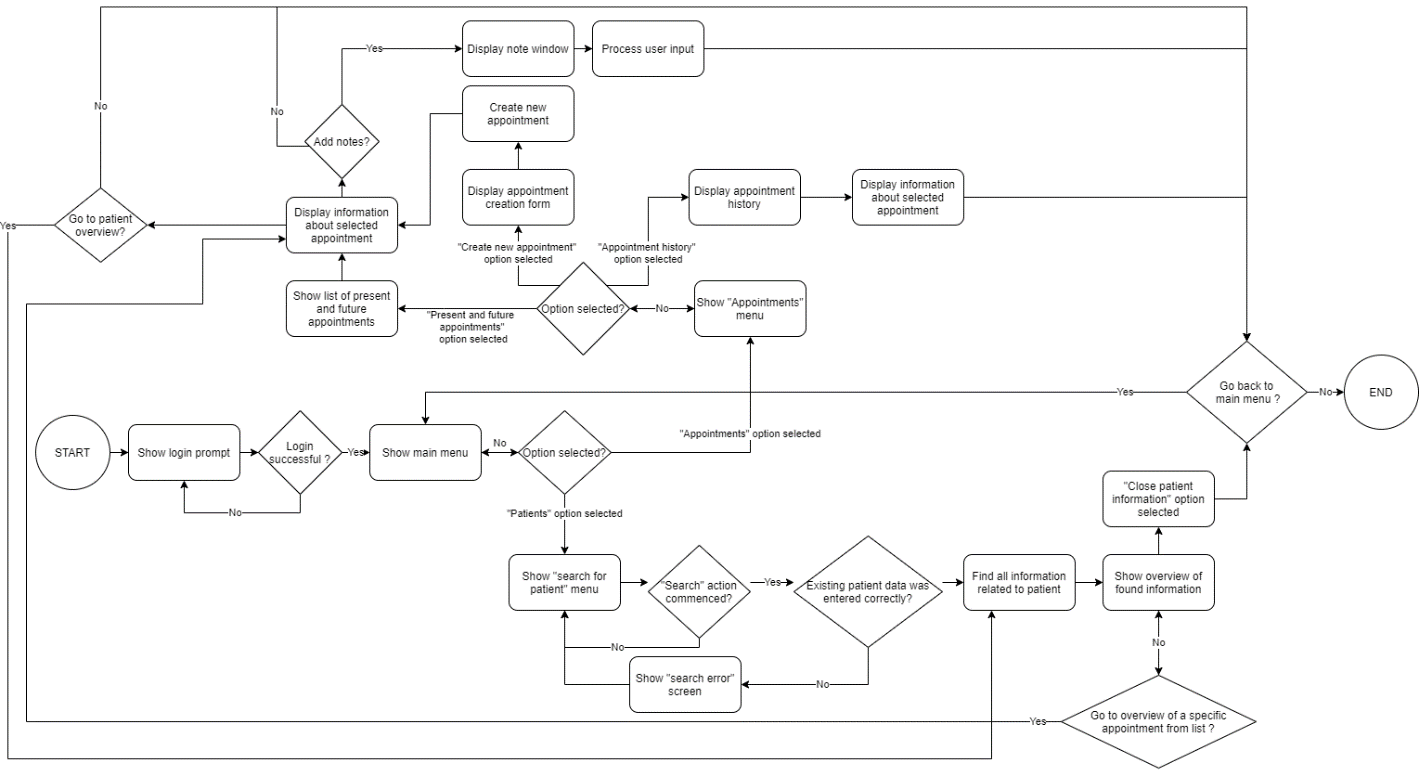 No
No
Yes
Display note window
Process user input
Create new
appointment
Add notes?
Display appointment
creation form
Display appointment
history
Display information
about selected
appointment
Yes
Go to patient
overview?
Display information
about selected
appointment
"Create new appointment"
option selected
"Appointment history"
option selected
Show list of present
and future
appointments
"Present and future
appointments"
option selected
Option selected?
No
Show "Appointments"
menu
Yes
Go back to
main menu ?
No
END
START
Show login prompt
Login
successful ?
Yes
Show main menu
No
Option selected?
"Appointments" option selected
No
"Patients" option selected
"Close patient
information" option
selected
Show "search for
patient" menu
"Search" action
commenced?
Yes
Existing patient data was
entered correctly?
Find all information
related to patient
Show overview of
found information
No
No
Show "search error"
screen
No
Yes
Go to overview of a specific
appointment from list ?